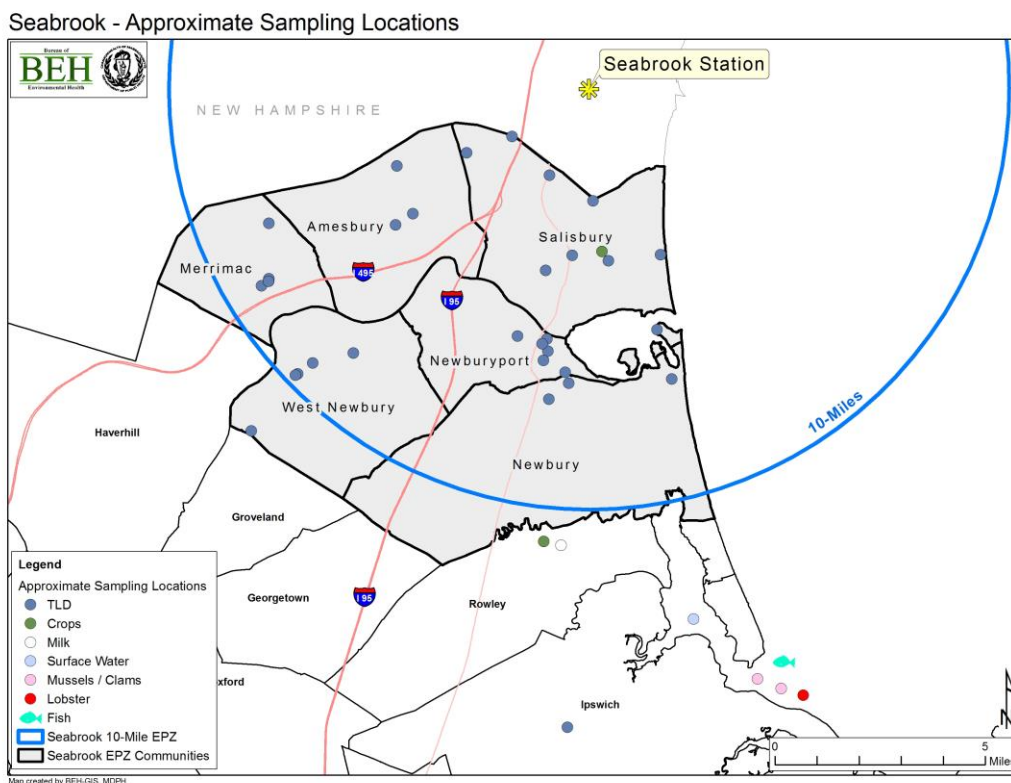 Seabrook - Approximate Sampling Locations
Bureau of
BEH
Environmental Health
Seabrook Station
NEW HAMPSHIRE
Amesbury
Salisbury
Merrimac
I 495
I 95
Newburyport
West Newbury
10-Miles
Haverhill
Newbury
Groveland
Georgetown
I 95
Rowley
oxford
Ipswich
Legend
Approximate Sampling Locations
TLD
Crops
Milk
Surface Water
Mussels / Clams
Lobster
Fish
Seabrook 10-Mile EPZ
Seabrook EPZ Communities
0 5
Miles
Map created by BEH-GIS, MDPH